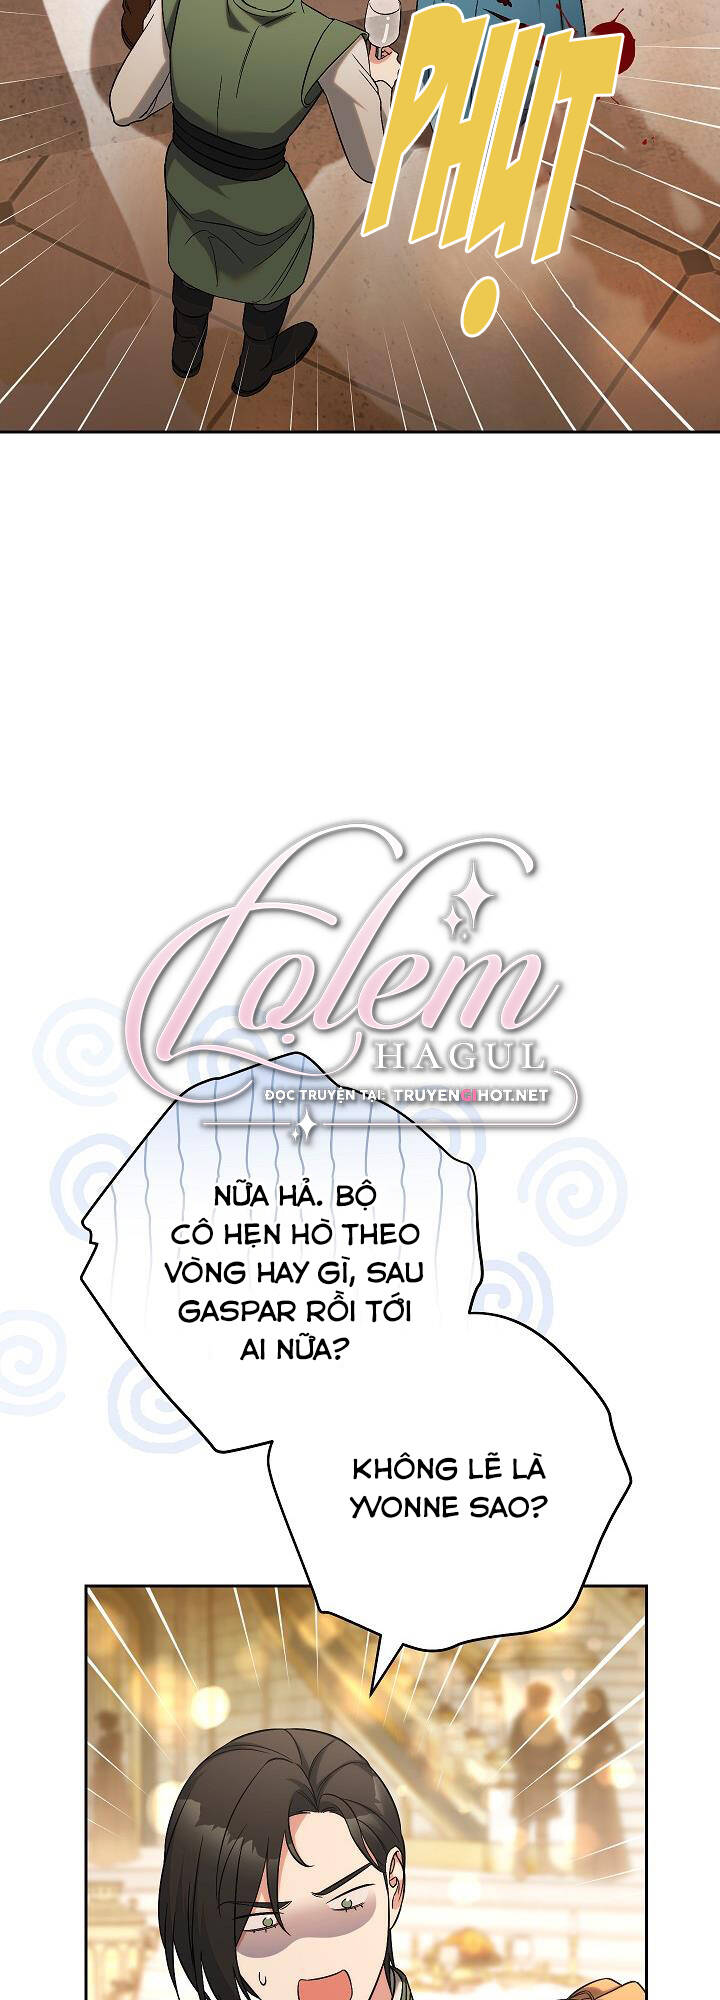 PHỤT
Lọlem
HAGUL
ĐỌC TRUYỆN TẠI: TRUYENGIHOT.NET
NỮA HẢ. BỘ
CÔ HẸN HÒ THEO
VÒNG HAY GÌ, SAU
GASPAR RỒI TỚI
AI NỮA?
KHÔNG LẼ LÀ
YVONNE SAO?